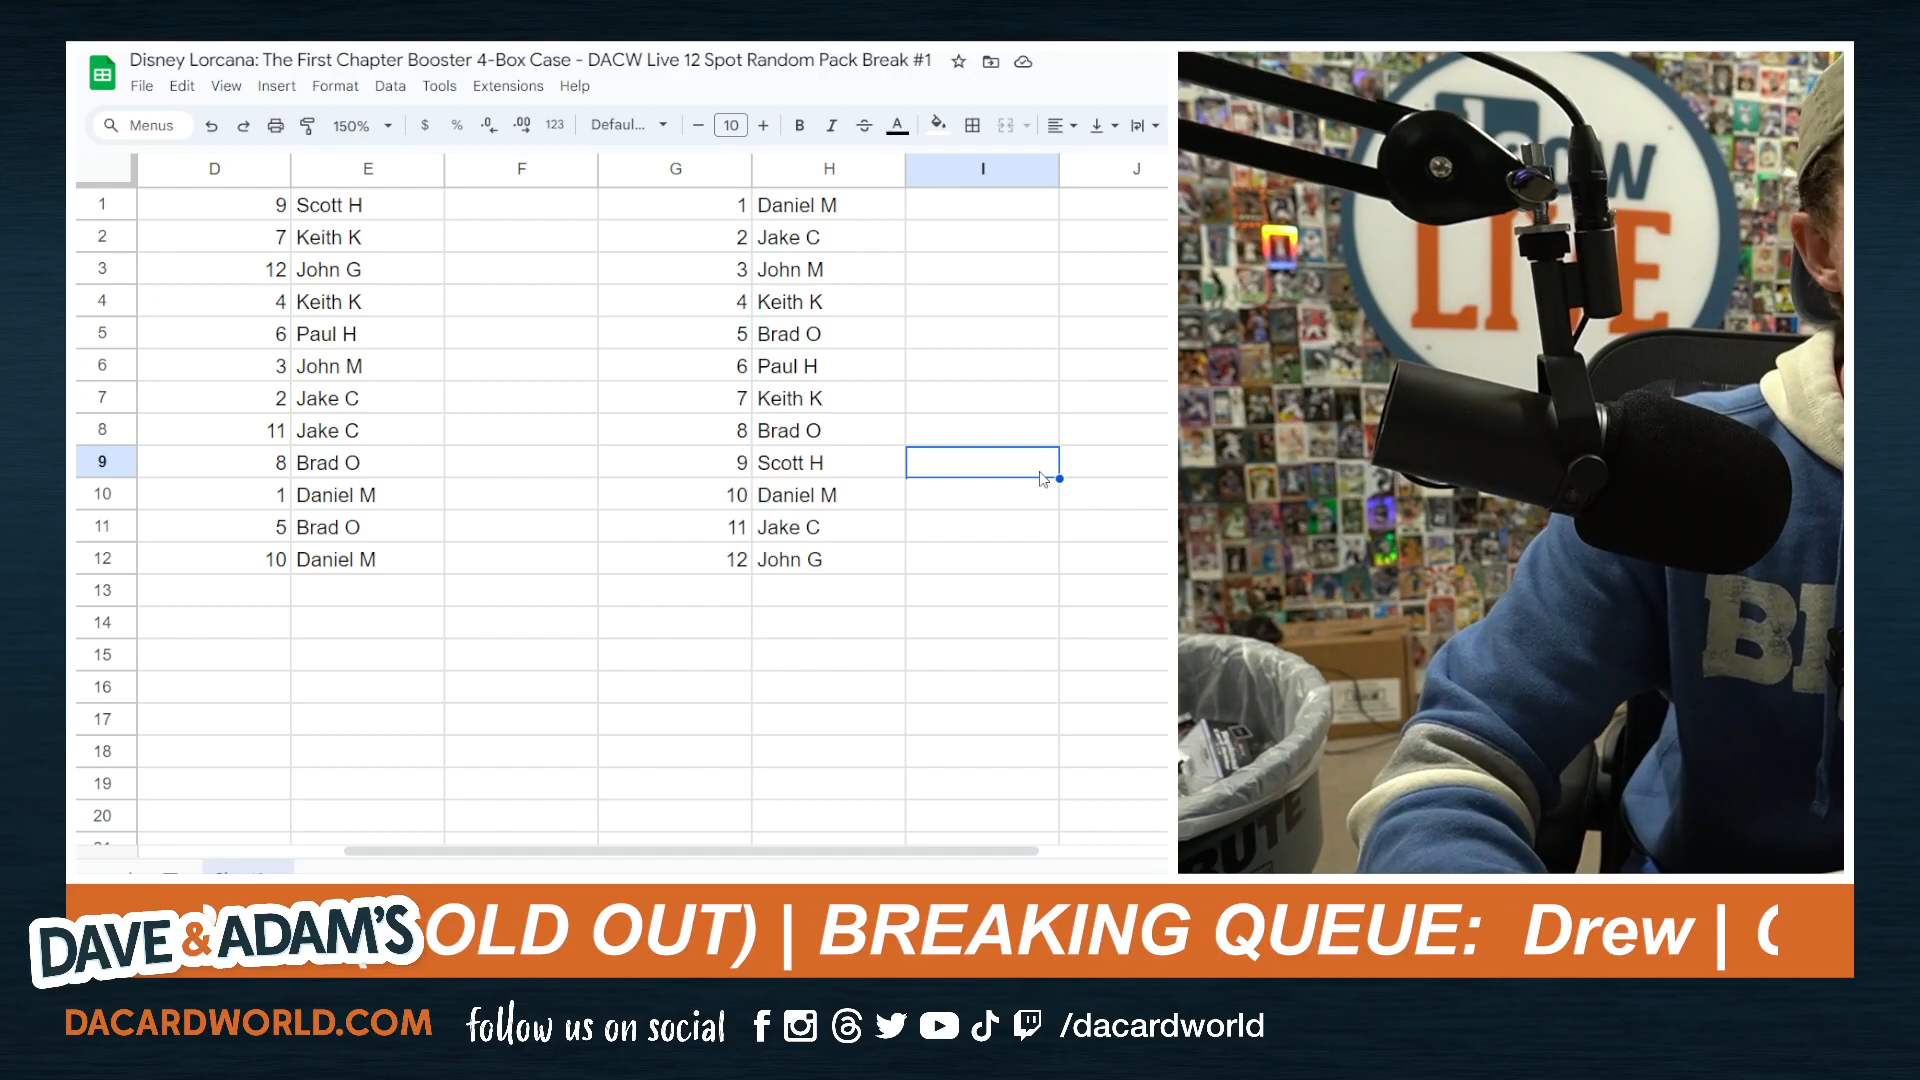 Disney Lorcana: The First Chapter Booster 4-Box Case - DACW Live 12 Spot Random Pack Break #1
File Edit View Insert Format Data Tools Extensions Help
Menus 150% $ % .0 .00 123 Defaul... − 10 + B I S A
D E F G H I J
1 9 Scott H 1 Daniel M
2 7 Keith K 2 Jake C
3 12 John G 3 John M
4 4 Keith K 4 Keith K
5 6 Paul H 5 Brad O
6 3 John M 6 Paul H
7 2 Jake C 7 Keith K
8 11 Jake C 8 Brad O
9 8 Brad O 9 Scott H
10 1 Daniel M 10 Daniel M
11 5 Brad O 11 Jake C
12 10 Daniel M 12 John G
13
14
15
16
17
18
19
20
LIVE
DAVE & ADAM'S
OLD OUT) | BREAKING QUEUE: Drew |
DACARDWORLD.COM follow us on social /dacardworld